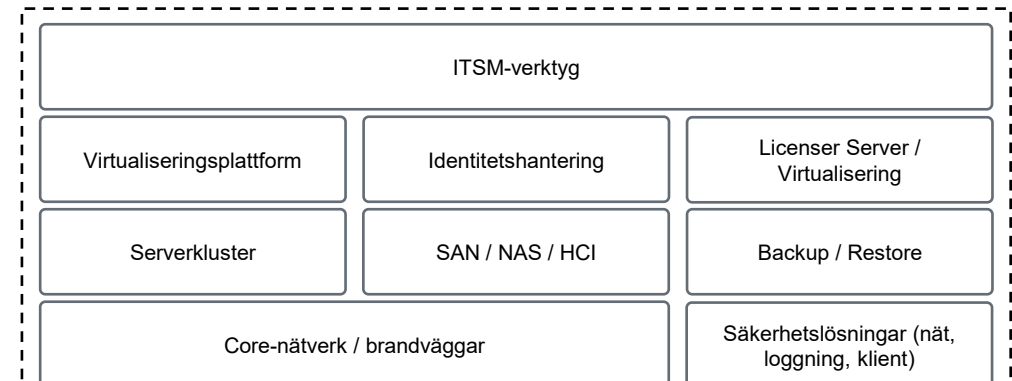 ITSM-verktyg
Virtualiseringsplattform
Identitetshantering
Licenser Server /
Virtualisering
Serverkluster
SAN / NAS / HCI
Backup / Restore
Core-nätverk / brandväggar
Säkerhetslösningar (nät,
loggning, klient)